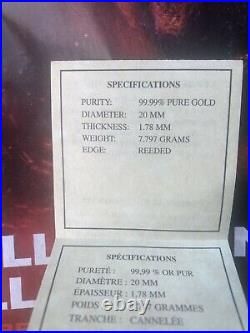 SPECIFICATIONS
PURITY: 99.99% PURE GOLD
DIAMETER: 20 MM
THICKNESS: 1.78 MM
WEIGHT: 7.797 GRAMS
EDGE: REEDED
SPÉCIFICATIONS
PURETÉ : 99,99 % OR PUR
DIAMÈTRE : 20 MM
ÉPAISSEUR : 1,78 MM
POIDS GRAMMES
TRANCHE : CANNELÉE